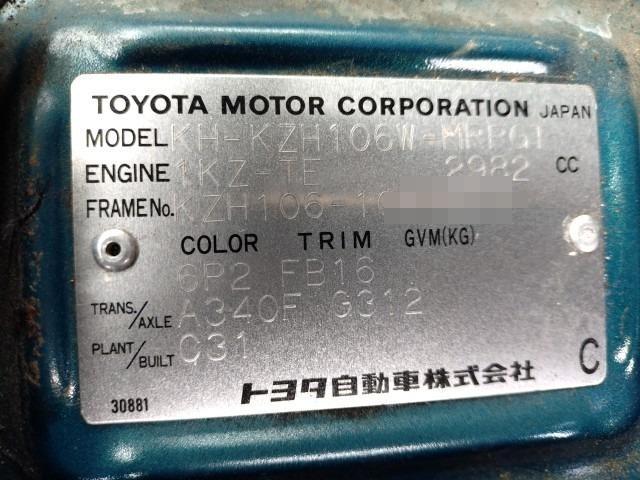 TOYOTA MOTOR CORPORATION JAPAN
MODEL KH-KZH106W-MRPGT
ENGINE 1KZ-TE 2982 CC
FRAME No. KZH106-10
COLOR TRIM GVM(KG)
6P2 FB16
TRANS./AXLE A340F G312
PLANT/BUILT C31
トヨタ自動車株式会社
30881
C